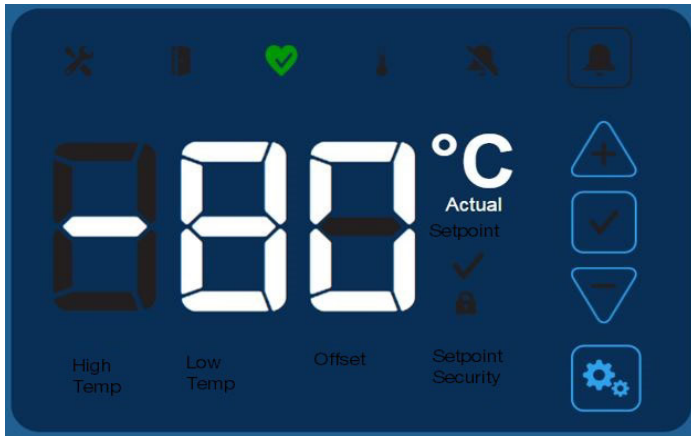 -80
°C
Actual
Setpoint
High
Temp
Low
Temp
Offset
Setpoint
Security